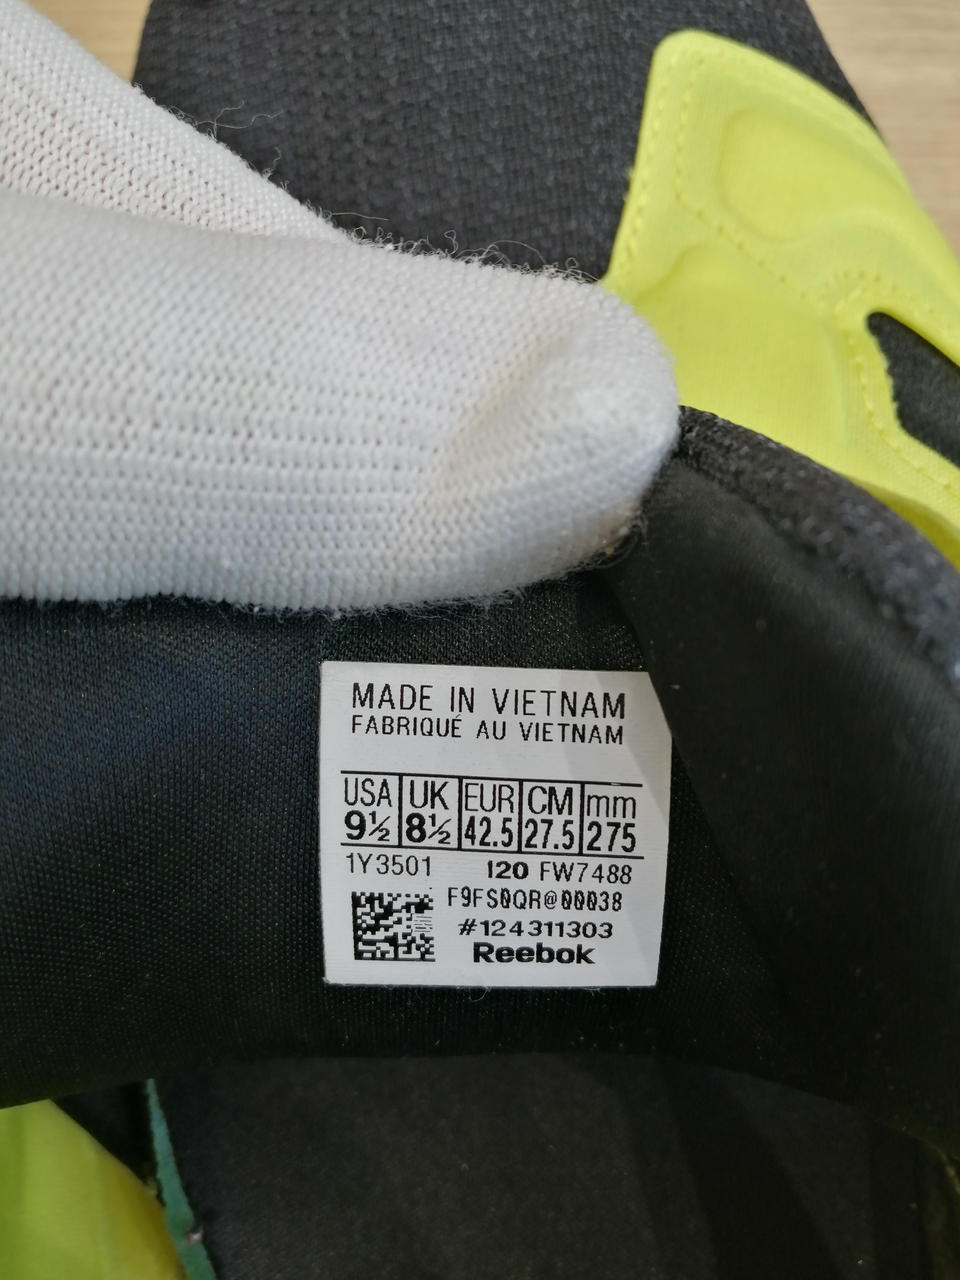 MADE IN VIETNAM
FABRIQUÉ AU VIETNAM
USA UK EUR CM mm
9½ 8½ 42.5 27.5 275
1Y3501 120 FW7488
F9FS0QR@00038
#124311303
Reebok